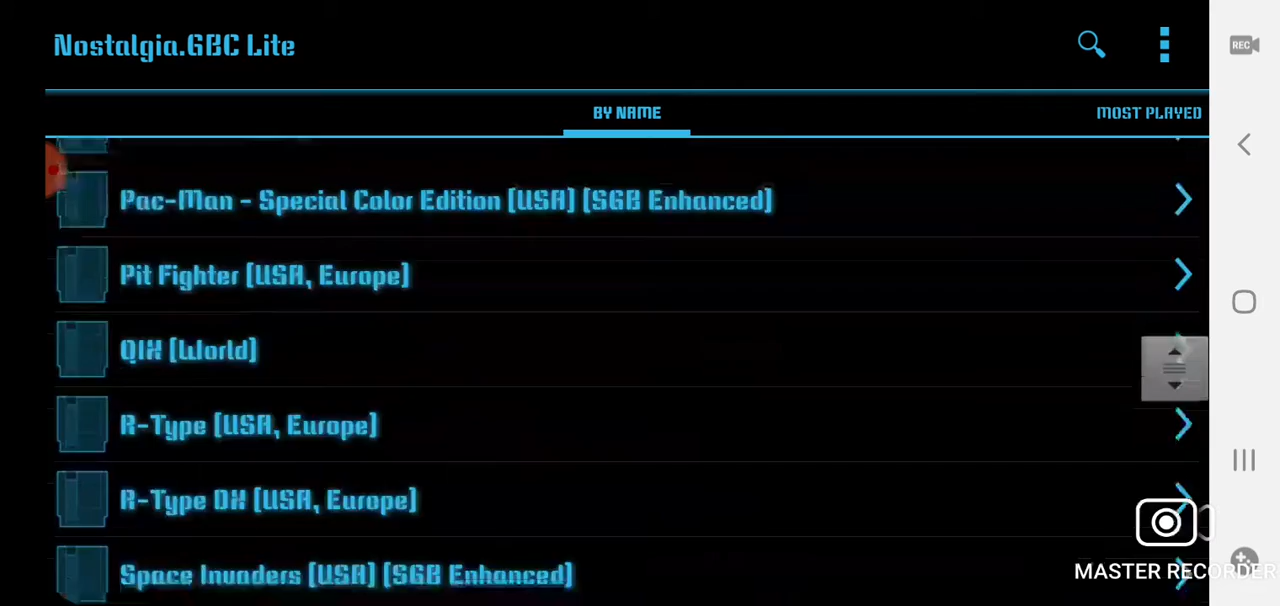 Nostalgia.GBC Lite
REC
BY NAME
MOST PLAYED
Pac-Man - Special Color Edition [USA] [SGB Enhanced]
Pit Fighter [USA, Europe]
QIX [World]
R-Type [USA, Europe]
R-Type DX [USA, Europe]
Space Invaders [USA] [SGB Enhanced]
MASTER RECORDER